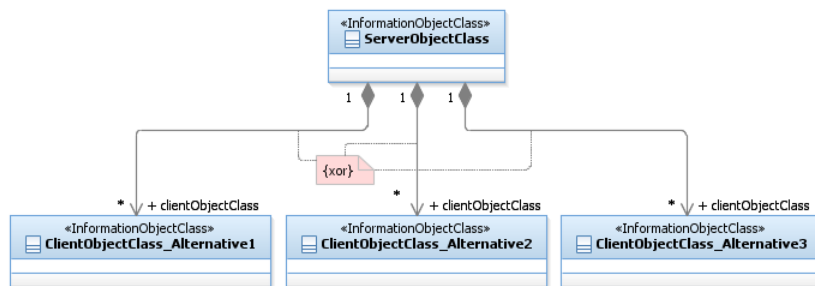 «InformationObjectClass»
ServerObjectClass
1 1 1
{xor}
* + clientObjectClass * + clientObjectClass * + clientObjectClass
«InformationObjectClass» «InformationObjectClass» «InformationObjectClass»
ClientObjectClass_Alternative1 ClientObjectClass_Alternative2 ClientObjectClass_Alternative3